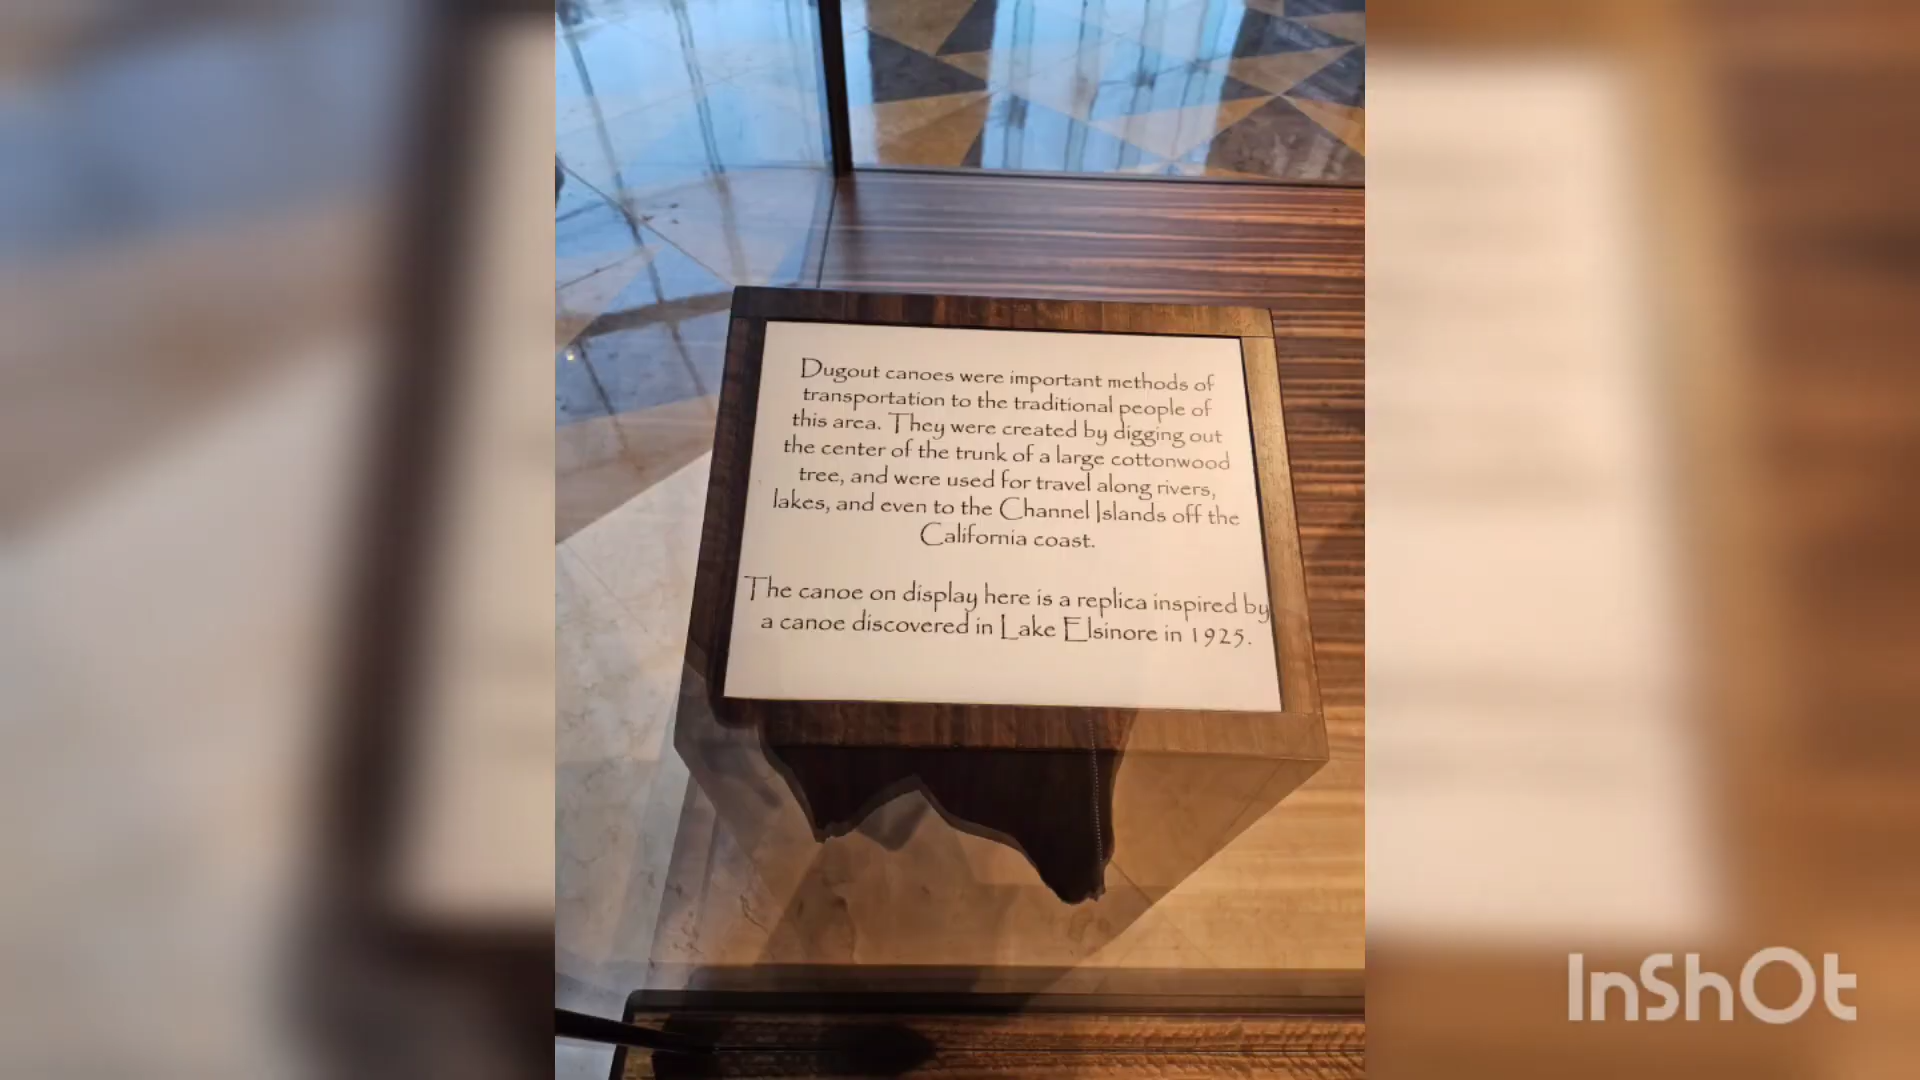 Dugout canoes were important methods of
transportation to the traditional people of
this area. They were created by digging out
the center of the trunk of a large cottonwood
tree, and were used for travel along rivers,
lakes, and even to the Channel Islands off the
California coast.
The canoe on display here is a replica inspired by
a canoe discovered in Lake Elsinore in 1925.
InShOt